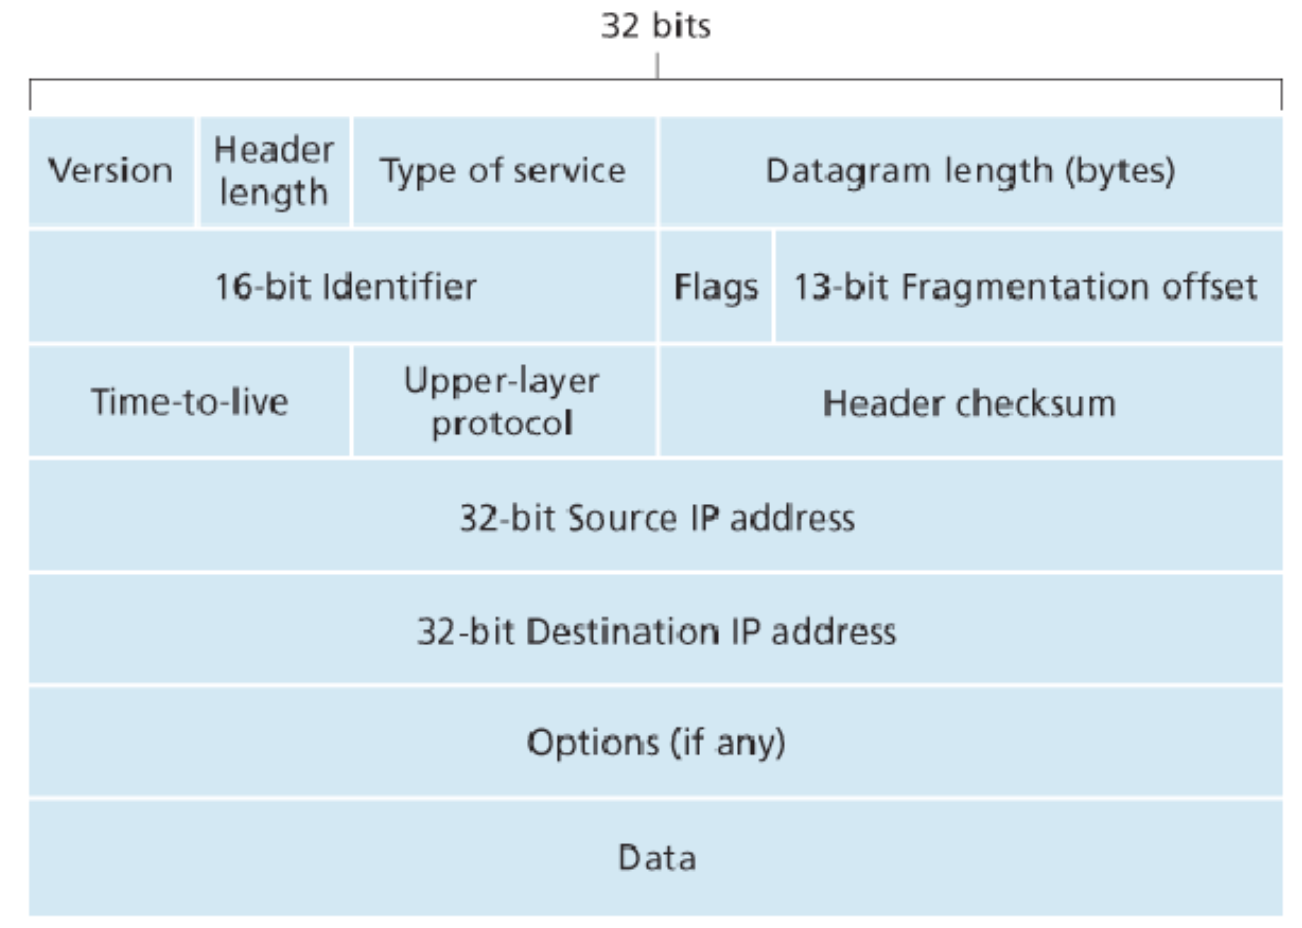 32 bits
Version
Header
length
Type of service
Datagram length (bytes)
16-bit Identifier
Flags
13-bit Fragmentation offset
Time-to-live
Upper-layer
protocol
Header checksum
32-bit Source IP address
32-bit Destination IP address
Options (if any)
Data